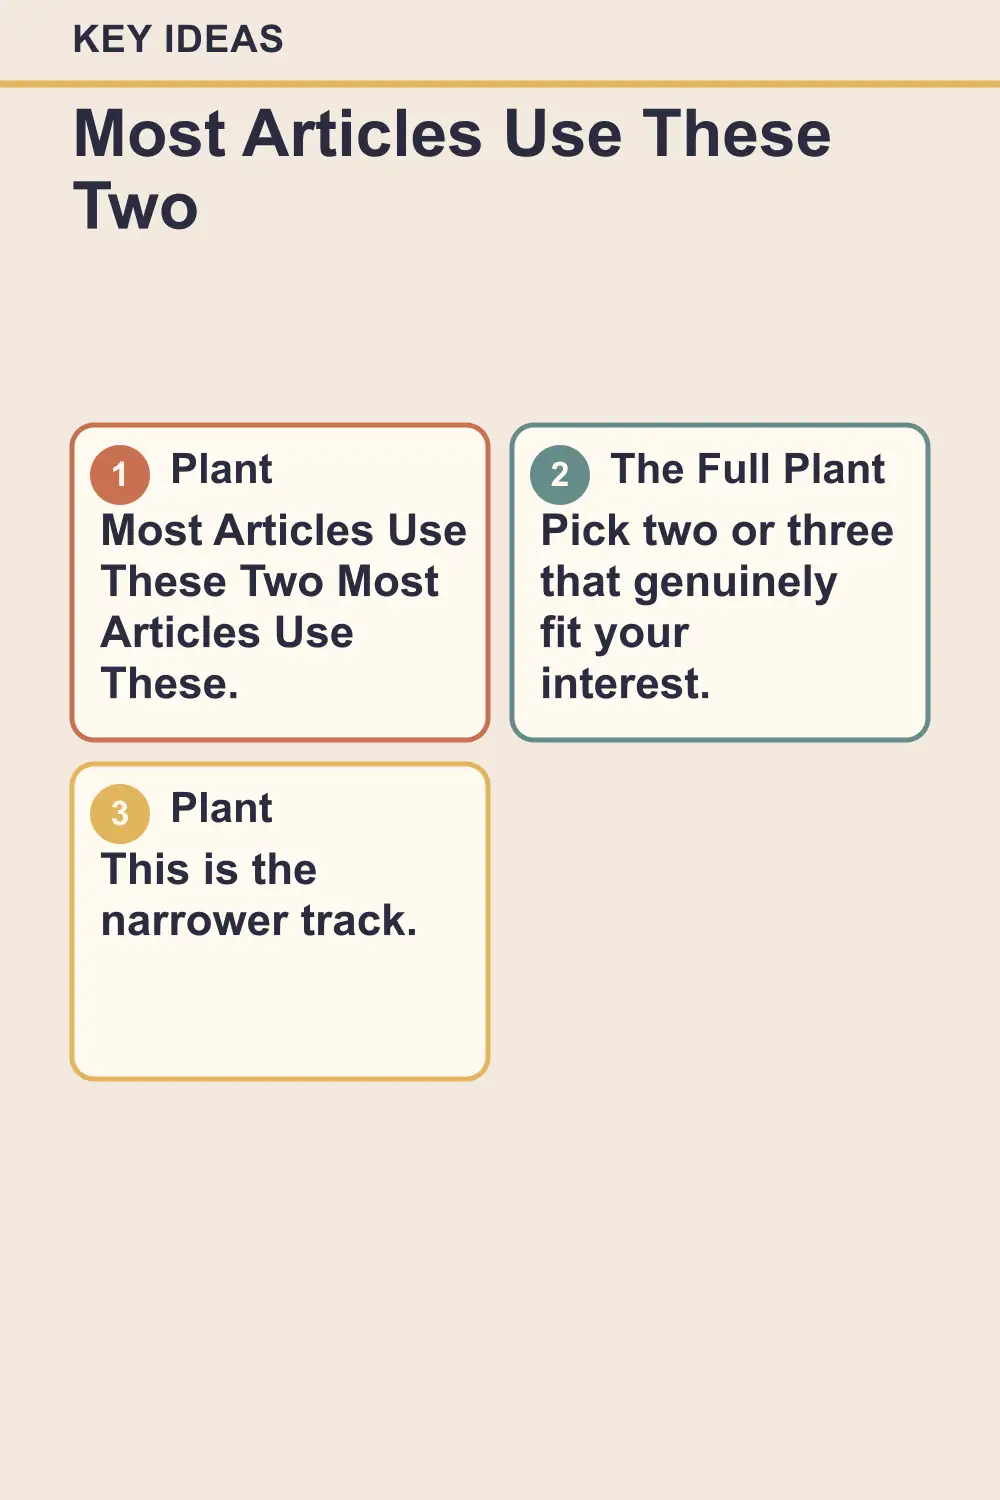 KEY IDEAS
Most Articles Use These
Two
1
Plant
Most Articles Use
These Two Most
Articles Use
These.
2
The Full Plant
Pick two or three
that genuinely
fit your
interest.
3
Plant
This is the
narrower track.